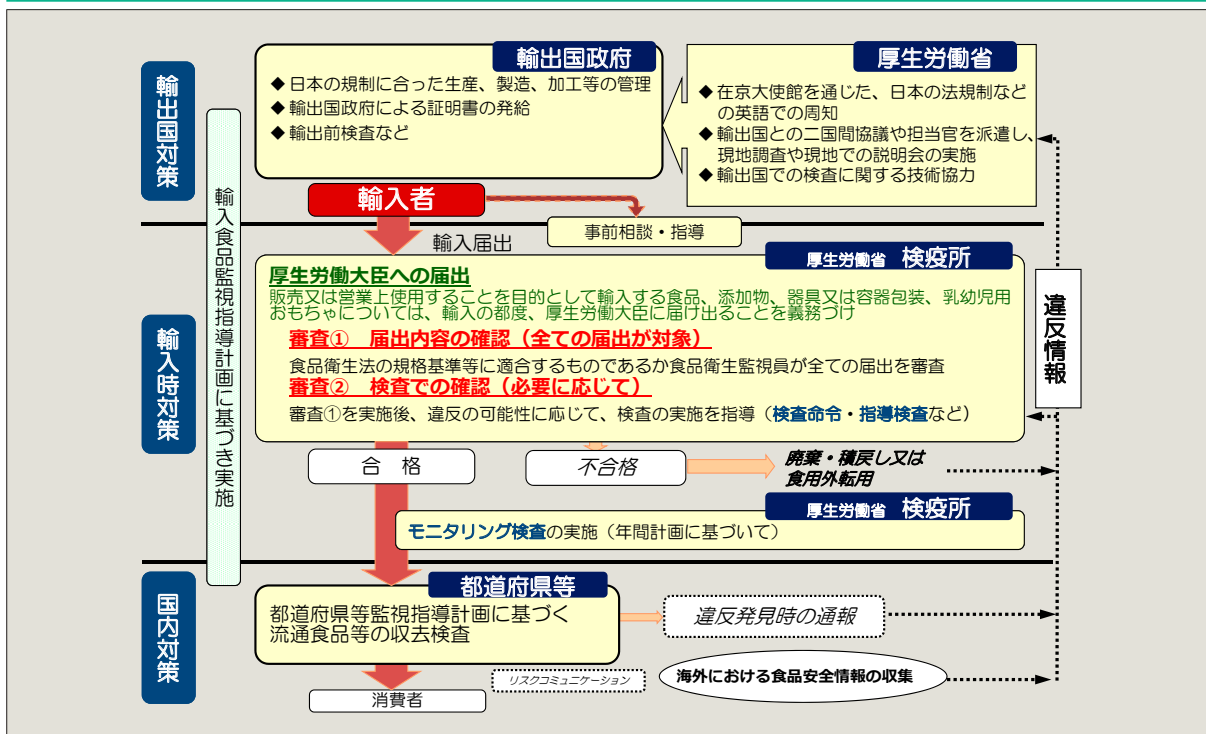 輸出国対策
輸入食品監視指導計画に基づき実施
輸出国政府
◆ 日本の規制に合った生産、製造、加工等の管理
◆ 輸出国政府による証明書の発給
◆ 輸出前検査など
厚生労働省
◆ 在京大使館を通じた、日本の法規制など
の英語での周知
◆ 輸出国との二国間協議や担当官を派遣し、
現地調査や現地での説明会の実施
◆ 輸出国での検査に関する技術協力
輸入者
事前相談・指導
輸入届出
輸入時対策
厚生労働省 検疫所
厚生労働大臣への届出
販売又は営業上使用することを目的として輸入する食品、添加物、器具又は容器包装、乳幼児用
おもちゃについては、輸入の都度、厚生労働大臣に届け出ることを義務づけ
審査① 届出内容の確認（全ての届出が対象）
食品衛生法の規格基準等に適合するものであるか食品衛生監視員が全ての届出を審査
審査② 検査での確認（必要に応じて）
審査①を実施後、違反の可能性に応じて、検査の実施を指導（検査命令・指導検査など）
違反情報
合 格
不合格
廃棄・積戻し又は
食用外転用
厚生労働省 検疫所
モニタリング検査の実施（年間計画に基づいて）
国内対策
都道府県等
都道府県等監視指導計画に基づく
流通食品等の収去検査
違反発見時の通報
リスクコミュニケーション
海外における食品安全情報の収集
消費者